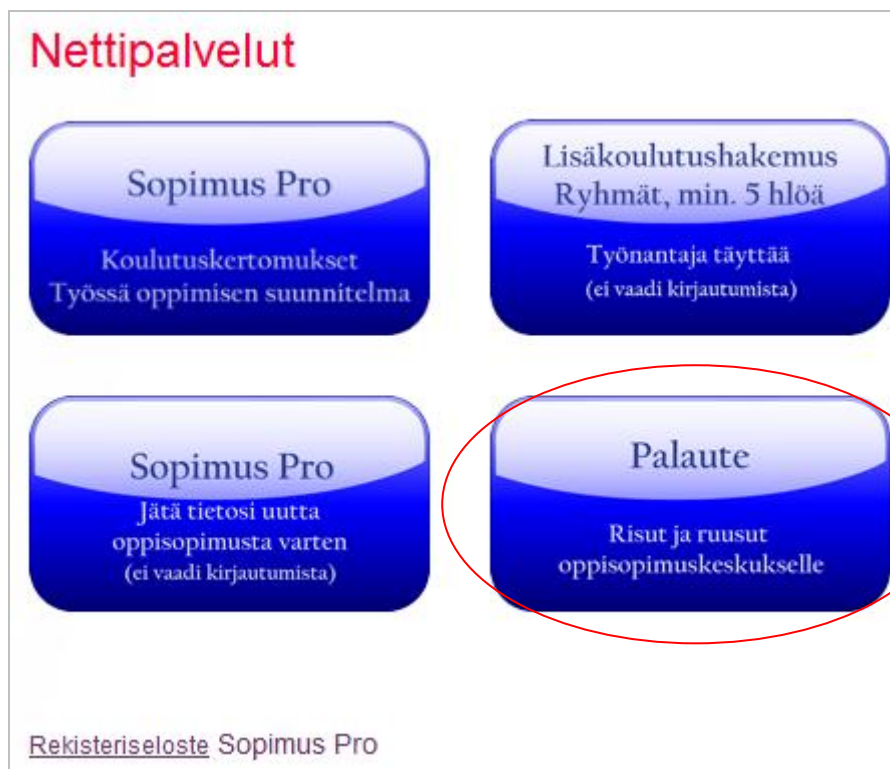 Nettipalvelut
Sopimus Pro
Koulutuskertomukset
Työssä oppimisen suunnitelma
Lisäkoulutushakemus
Ryhmät, min. 5 hlöä
Työnantaja täyttää
(ei vaadi kirjautumista)
Sopimus Pro
Jätä tietosi uutta
oppisopimusta varten
(ei vaadi kirjautumista)
Palaute
Risut ja ruusut
oppisopimuskeskukselle
Rekisteriseloste Sopimus Pro